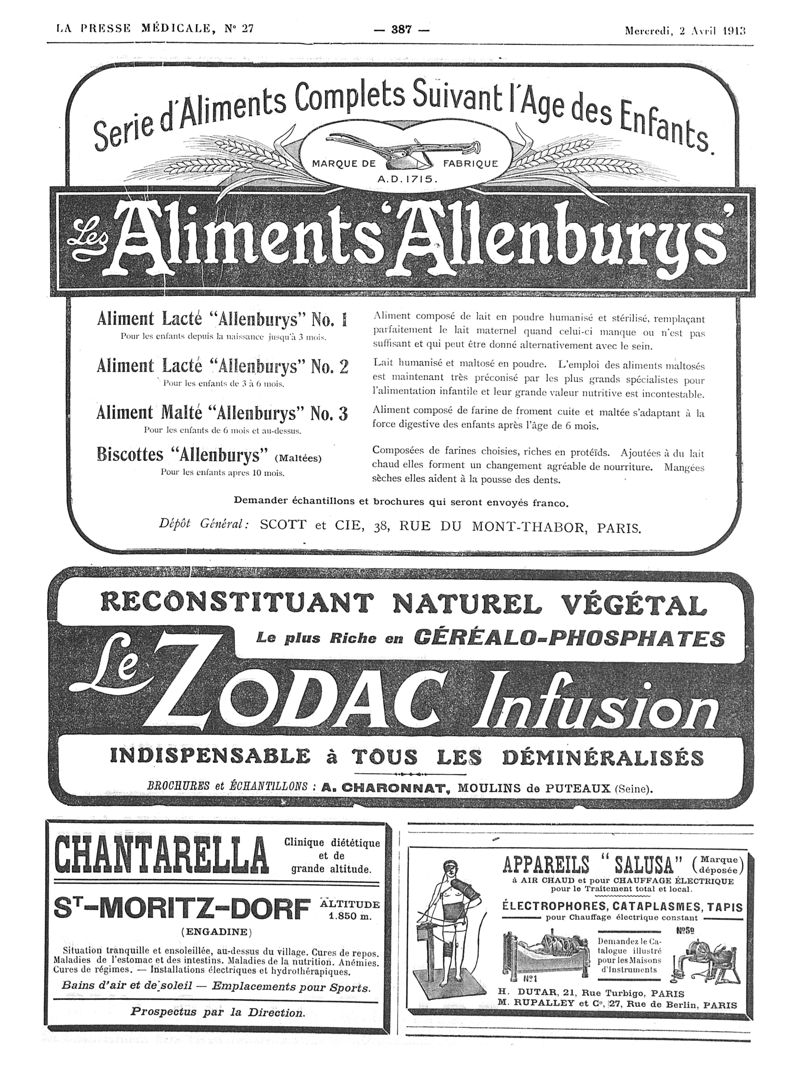 LA PRESSE MÉDICALE, N° 27
— 387 —
Mercredi, 2 Avril 1913
Serie d'Aliments Complets Suivant l'Age des Enfants.
MARQUE DE FABRIQUE
A.D. 1715.
Les Aliments 'Allenburys'
Aliment Lacté "Allenburys" No. 1
Pour les enfants depuis la naissance jusqu'à 3 mois.
Aliment composé de lait en poudre humanisé et stérilisé, remplaçant
parfaitement le lait maternel quand celui-ci manque ou n'est pas
suffisant et qui peut être donné alternativement avec le sein.
Aliment Lacté "Allenburys" No. 2
Pour les enfants de 3 à 6 mois.
Lait humanisé et maltosé en poudre. L'emploi des aliments maltosés
est maintenant très préconisé par les plus grands spécialistes pour
l'alimentation infantile et leur grande valeur nutritive est incontestable.
Aliment Malté "Allenburys" No. 3
Pour les enfants de 6 mois et au-dessus.
Aliment composé de farine de froment cuite et maltée s'adaptant à la
force digestive des enfants après l'âge de 6 mois.
Biscottes "Allenburys" (Maltées)
Pour les enfants apres 10 mois.
Composées de farines choisies, riches en protéïds. Ajoutées à du lait
chaud elles forment un changement agréable de nourriture. Mangées
sèches elles aident à la pousse des dents.
Demander échantillons et brochures qui seront envoyés franco.
Dépôt Général: SCOTT et CIE, 38, RUE DU MONT-THABOR, PARIS.
RECONSTITUANT NATUREL VÉGÉTAL
Le plus Riche en CÉRÉALO-PHOSPHATES
Le ZODAC Infusion
INDISPENSABLE à TOUS LES DÉMINÉRALISÉS
BROCHURES et ÉCHANTILLONS : A. CHARONNAT, MOULINS de PUTEAUX (Seine).
CHANTARELLA
Clinique diététique
et de
grande altitude.
ST-MORITZ-DORF
ALTITUDE
1.850 m.
(ENGADINE)
Situation tranquille et ensoleillée, au-dessus du village. Cures de repos.
Maladies de l'estomac et des intestins. Maladies de la nutrition. Anémies.
Cures de régimes. — Installations électriques et hydrothérapiques.
Bains d'air et de soleil — Emplacements pour Sports.
Prospectus par la Direction.
APPAREILS "SALUSA" (Marque déposée)
à AIR CHAUD et pour CHAUFFAGE ÉLECTRIQUE
pour le Traitement total et local.
ÉLECTROPHORES, CATAPLASMES, TAPIS
pour Chauffage électrique constant
Demandez le Ca-
talogue illustré
pour les Maisons
d'Instruments
N°1
N°50
H. DUTAR, 21, Rue Turbigo, PARIS
M. RUPALLEY et Cie, 27, Rue de Berlin, PARIS